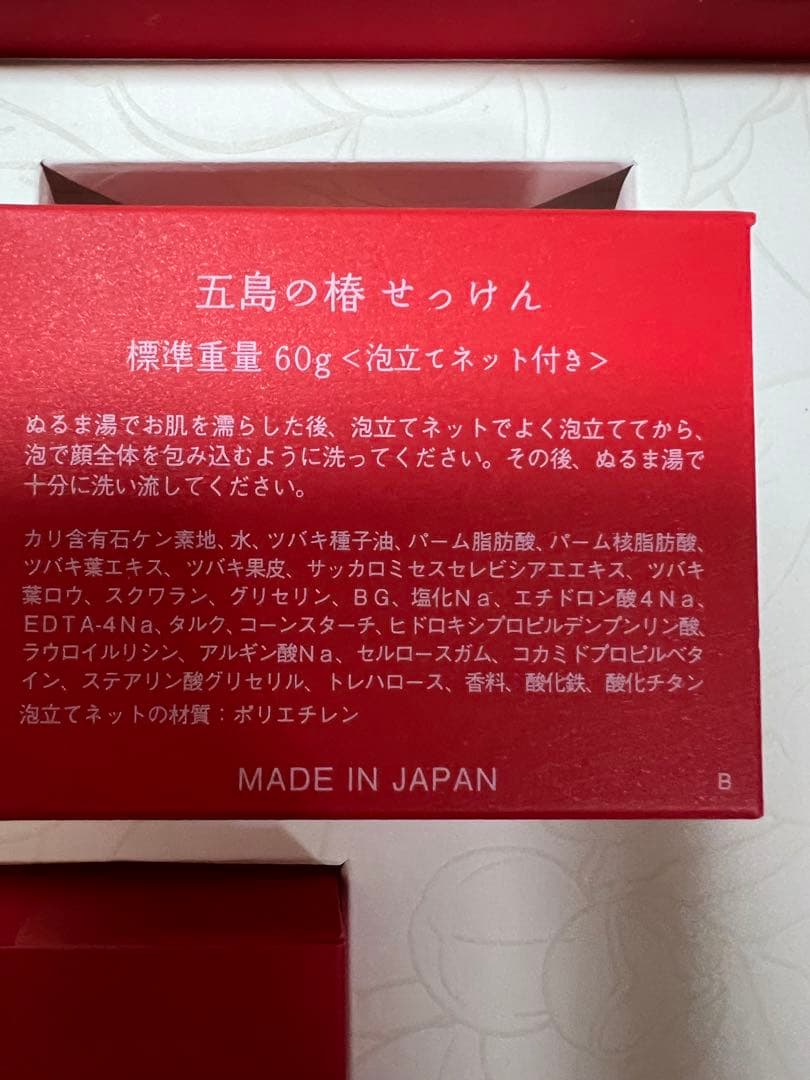 五島の椿 せっけん
標準重量 60g <泡立てネット付き>
ぬるま湯でお肌を濡らした後、泡立てネットでよく泡立ててから、
泡で顔全体を包み込むように洗ってください。その後、ぬるま湯で
十分に洗い流してください。
カリ含有石ケン素地、水、ツバキ種子油、パーム脂肪酸、パーム核脂肪酸、
ツバキ葉エキス、ツバキ果皮、サッカロミセスセレビシアエエキス、ツバキ
葉ロウ、スクワラン、グリセリン、BG、塩化Na、エチドロン酸4Na、
EDTA-4Na、タルク、コーンスターチ、ヒドロキシプロピルデンプンリン酸、
ラウロイルリシン、アルギン酸Na、セルロースガム、コカミドプロピルベタ
イン、ステアリン酸グリセリル、トレハロース、香料、酸化鉄、酸化チタン
泡立てネットの材質：ポリエチレン
MADE IN JAPAN
B